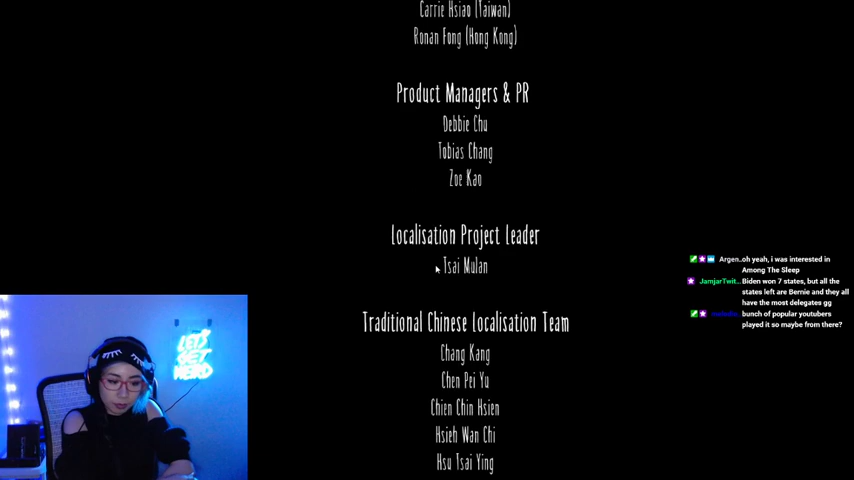 Carrie Hsiao (Taiwan)
Ronan Fong (Hong Kong)
Product Managers & PR
Debbie Chu
Tobias Chang
Zoe Kao
Localisation Project Leader
Tsai Mulan
Traditional Chinese Localisation Team
Chang Kang
Chen Pei Yu
Chien Chin Hsien
Hsieh Wan Chi
Hsu Tsai Ying
Argen.. oh yeah, i was interested in
Among The Sleep
JamjarTwit.. Biden won 7 states, but all the
states left are Bernie and they all
have the most delegates gg
bunch of popular youtubers
played it so maybe from there?
LET'S
GET
NERD